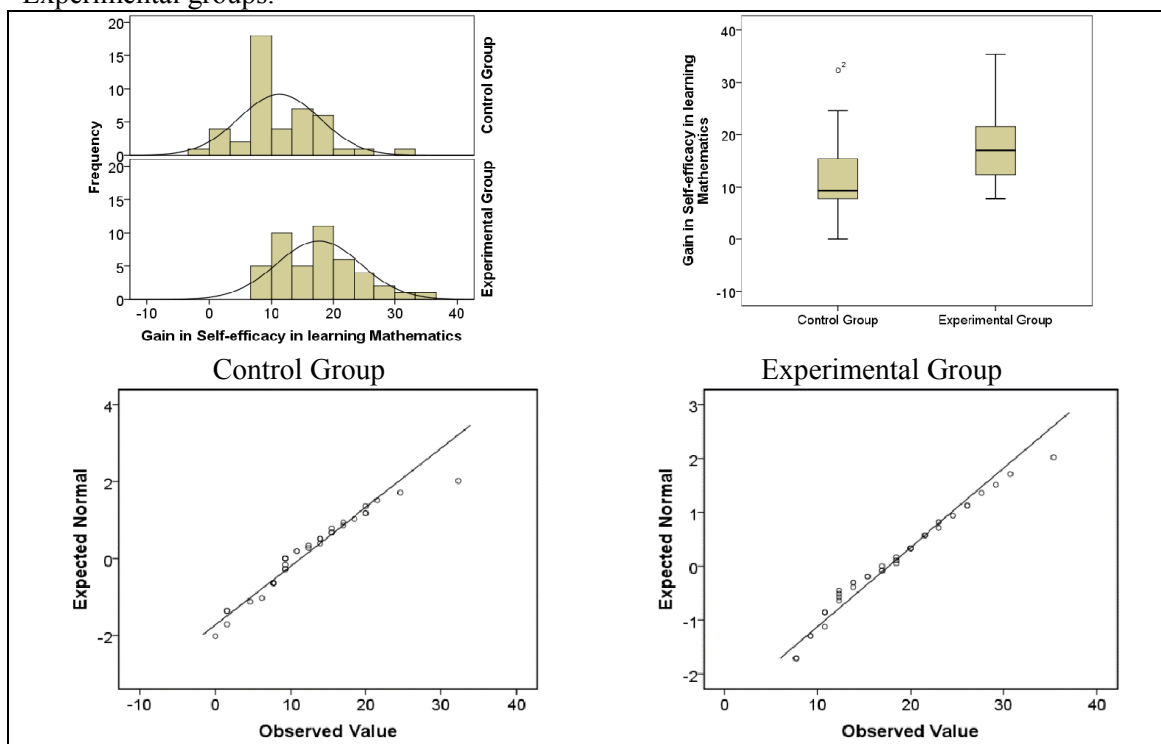 Experimental groups.
20
15
10
5
0
Control Group
20
15
10
5
0
Experimental Group
Frequency
-10 0 10 20 30 40
Gain in Self-efficacy in learning Mathematics
40
30
20
10
0
-10
Gain in Self-efficacy in learning
Mathematics
2
Control Group Experimental Group
Control Group
4
2
0
-2
Expected Normal
-10 0 10 20 30 40
Observed Value
Experimental Group
3
2
1
0
-1
-2
Expected Normal
0 10 20 30 40
Observed Value